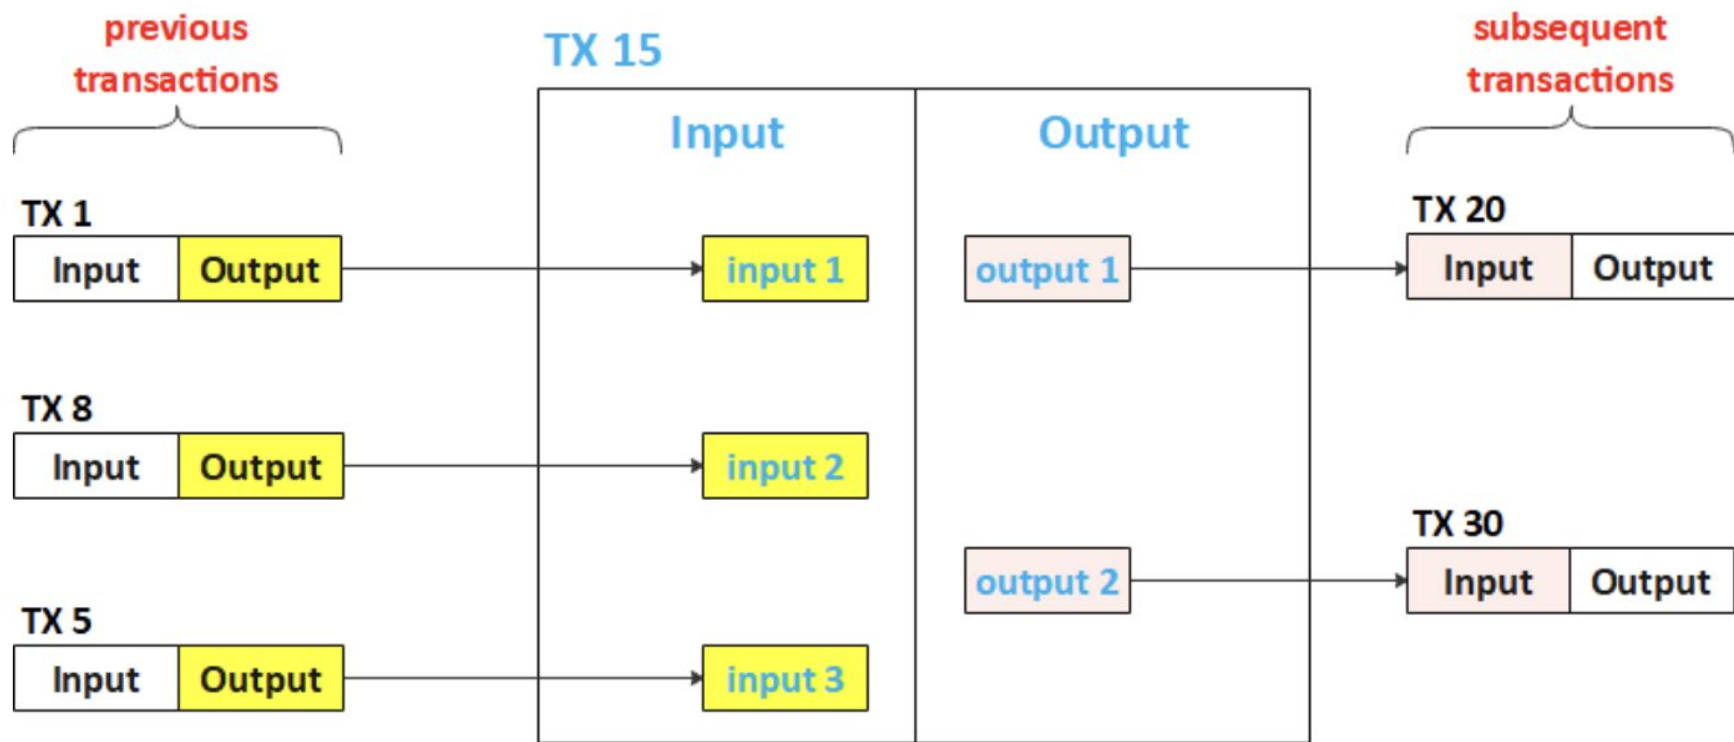 previous
transactions
TX 1
Input Output
TX 8
Input Output
TX 5
Input Output
TX 15
Input Output
input 1
input 2
input 3
output 1
output 2
subsequent
transactions
TX 20
Input Output
TX 30
Input Output